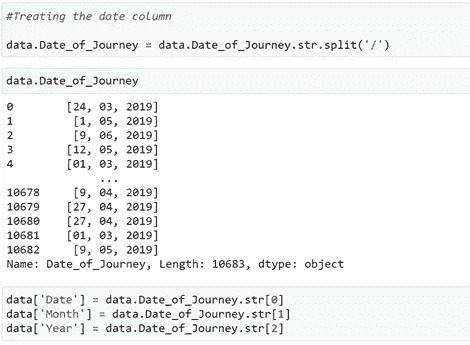 #Treating the date column
data.Date_of_Journey = data.Date_of_Journey.str.split('/')
data.Date_of_Journey
0        [24, 03, 2019]
1         [1, 05, 2019]
2         [9, 06, 2019]
3        [12, 05, 2019]
4        [01, 03, 2019]
              ...
10678     [9, 04, 2019]
10679    [27, 04, 2019]
10680    [27, 04, 2019]
10681    [01, 03, 2019]
10682     [9, 05, 2019]
Name: Date_of_Journey, Length: 10683, dtype: object
data['Date'] = data.Date_of_Journey.str[0]
data['Month'] = data.Date_of_Journey.str[1]
data['Year'] = data.Date_of_Journey.str[2]